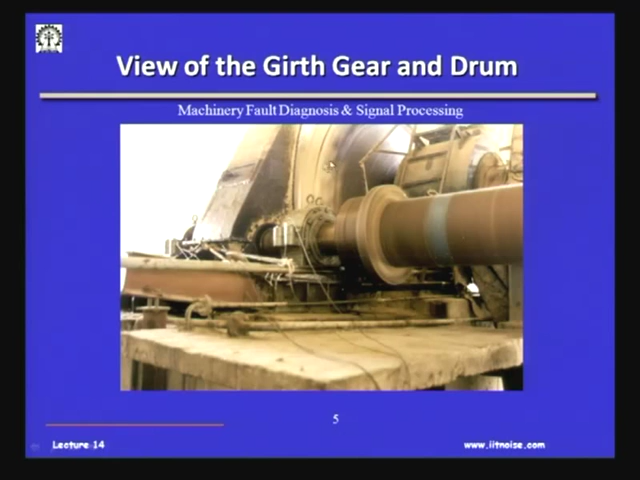 View of the Girth Gear and Drum
Machinery Fault Diagnosis & Signal Processing
5
Lecture 14
www.iitnoise.com